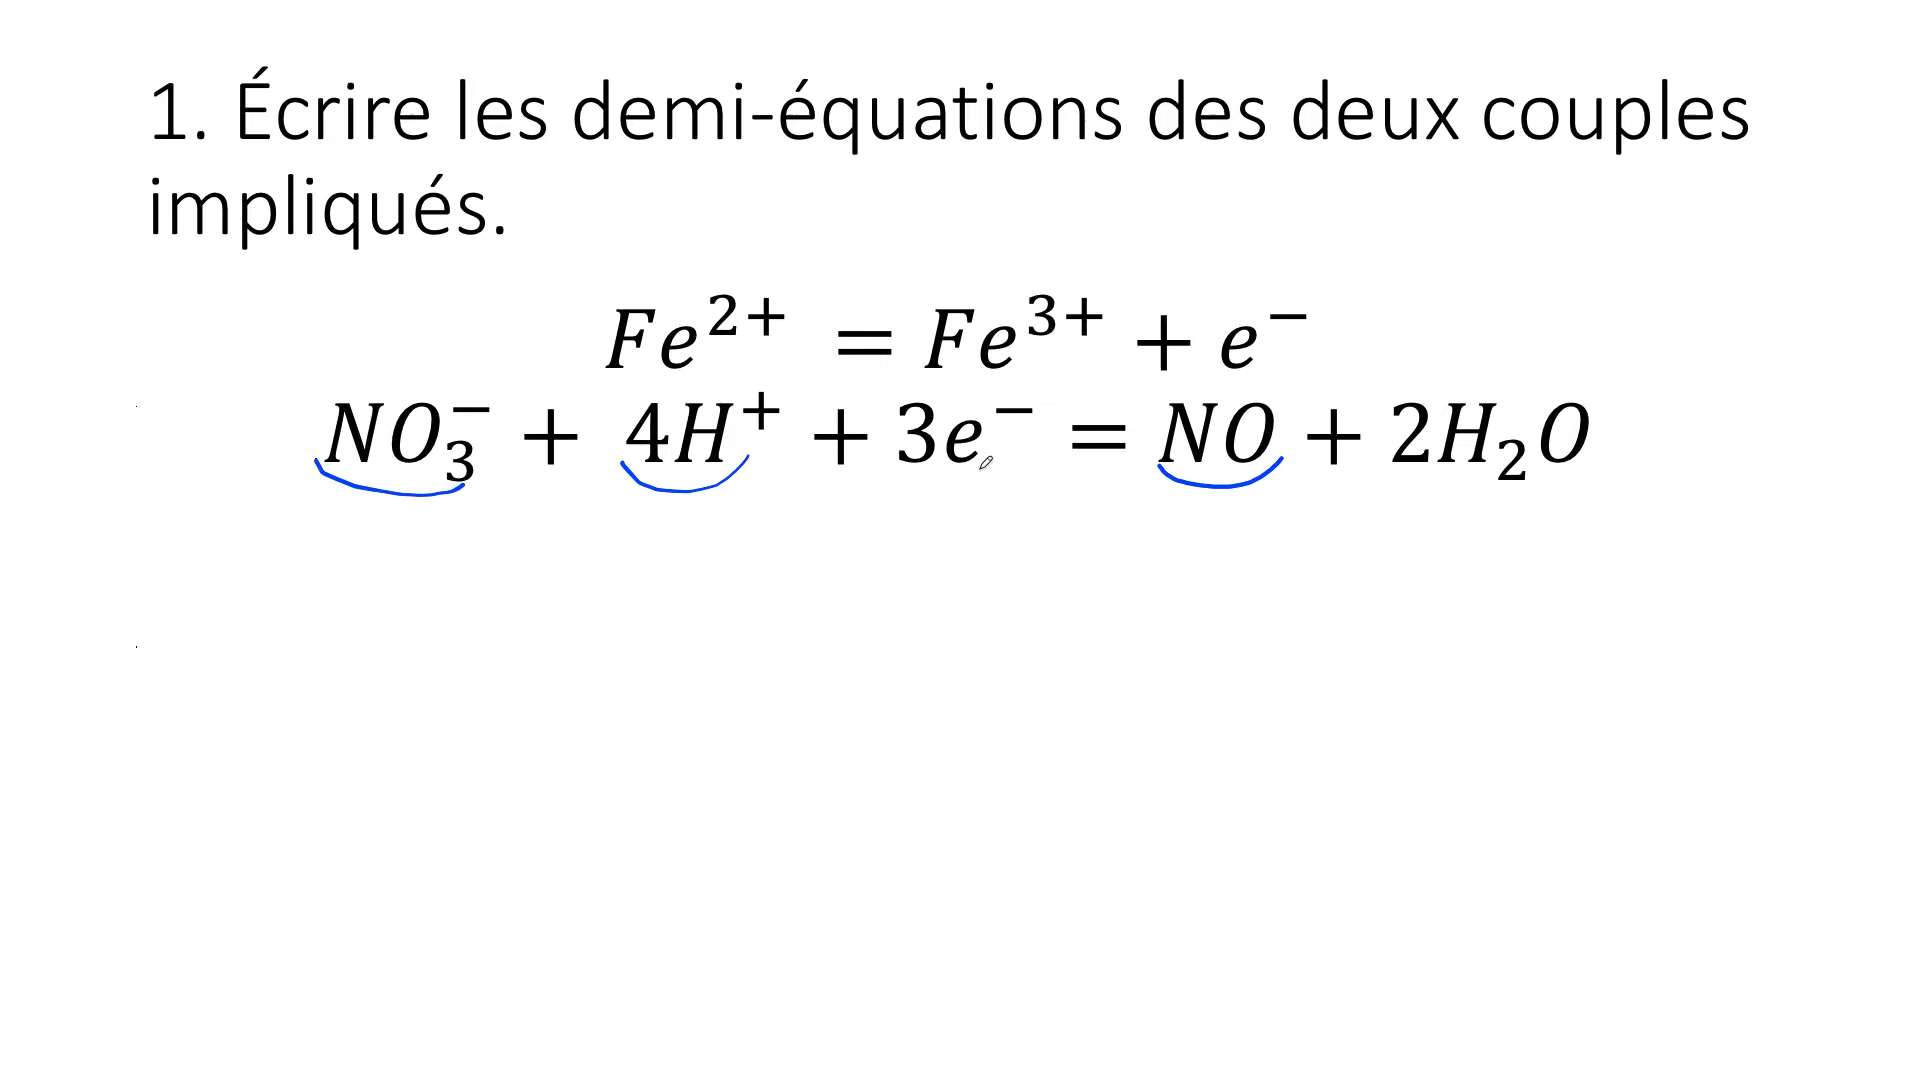 1. Écrire les demi-équations des deux couples
impliqués.
Fe²⁺ = Fe³⁺ + e⁻
NO₃⁻ + 4H⁺ + 3e⁻ = NO + 2H₂O